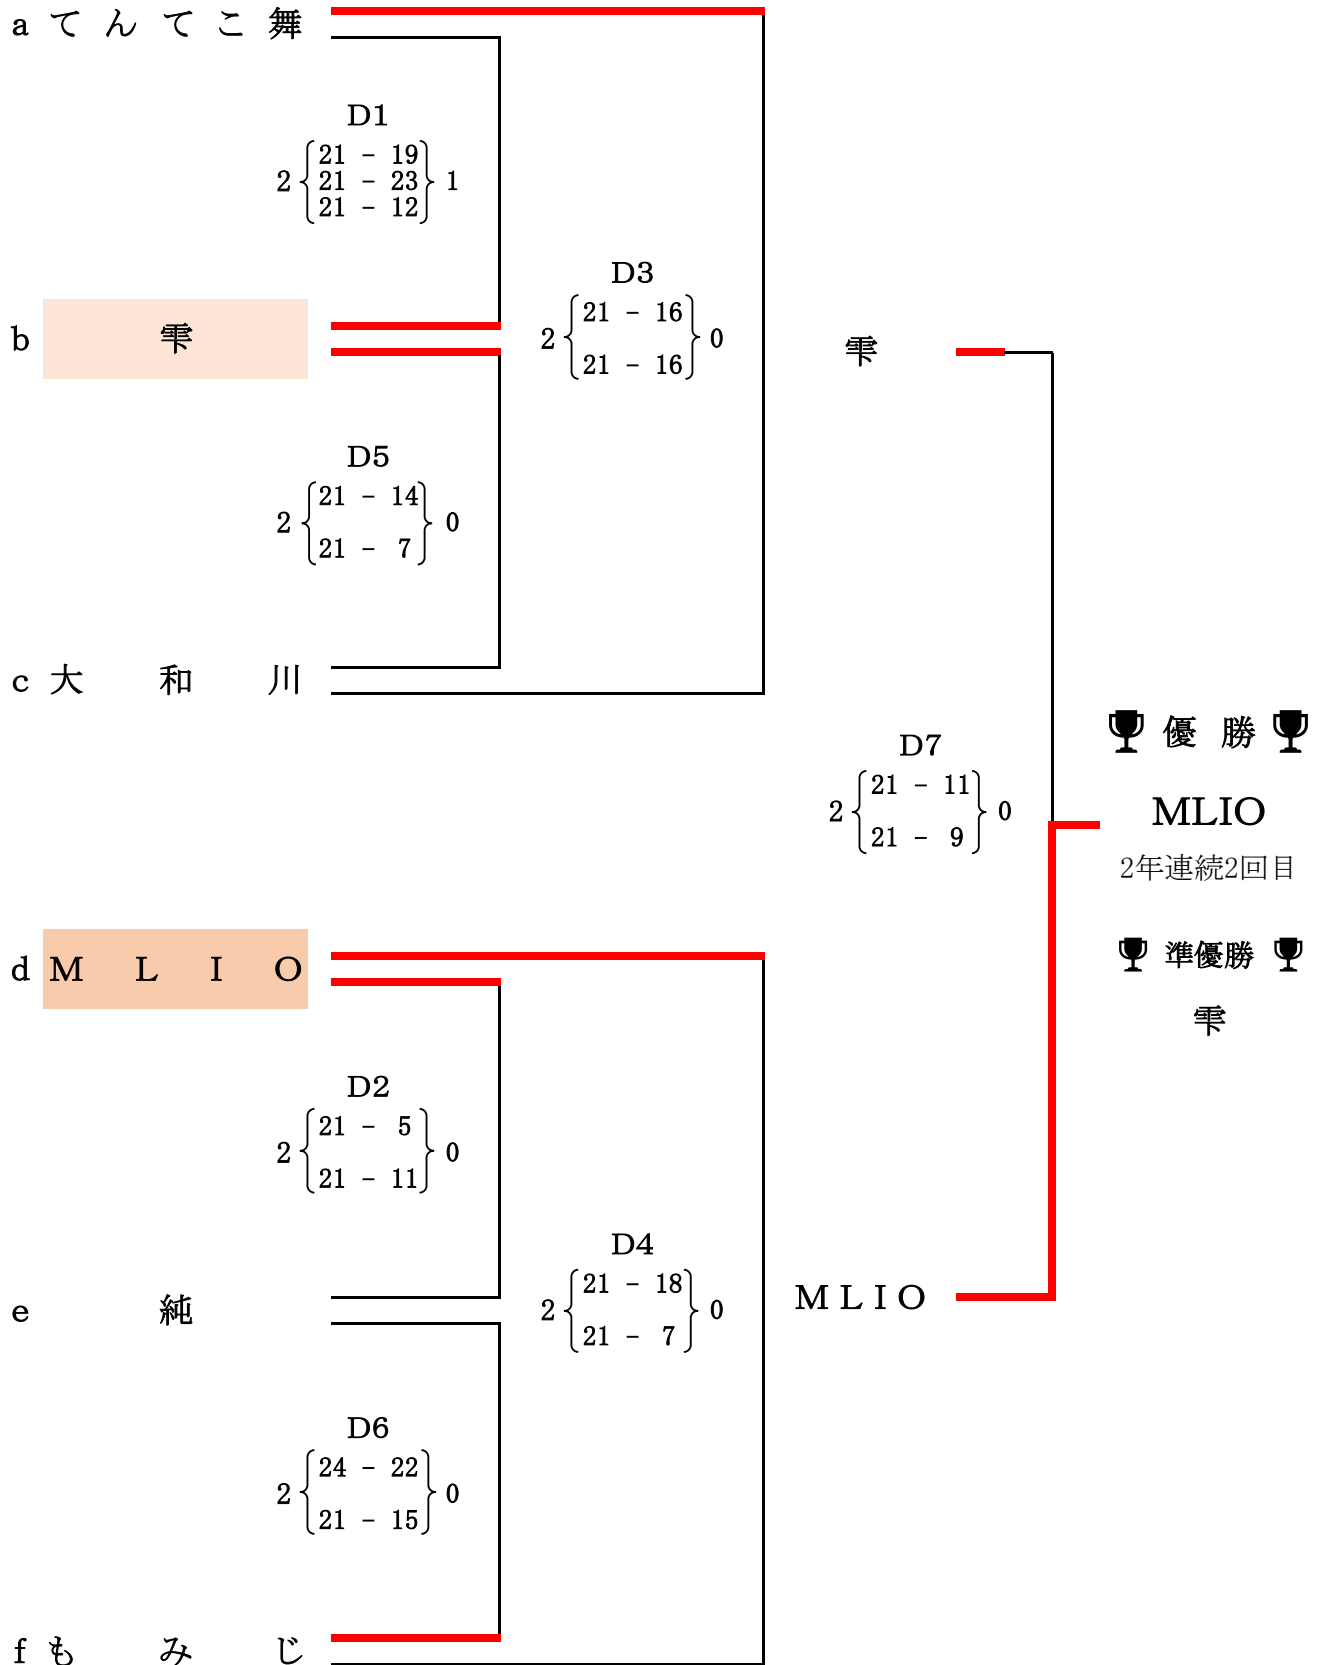 a てんてこ舞
D1
21 - 19
2 21 - 23 1
21 - 12
D3
21 - 16
2 0
21 - 16
b 雫
雫
D5
21 - 14
2 0
21 - 7
c 大和川
優勝
D7
21 - 11
2 0
21 - 9
MLIO
2年連続2回目
準優勝
雫
d MLIO
D2
21 - 5
2 0
21 - 11
D4
21 - 18
2 0
21 - 7
MLIO
e 純
D6
24 - 22
2 0
21 - 15
f もみじ